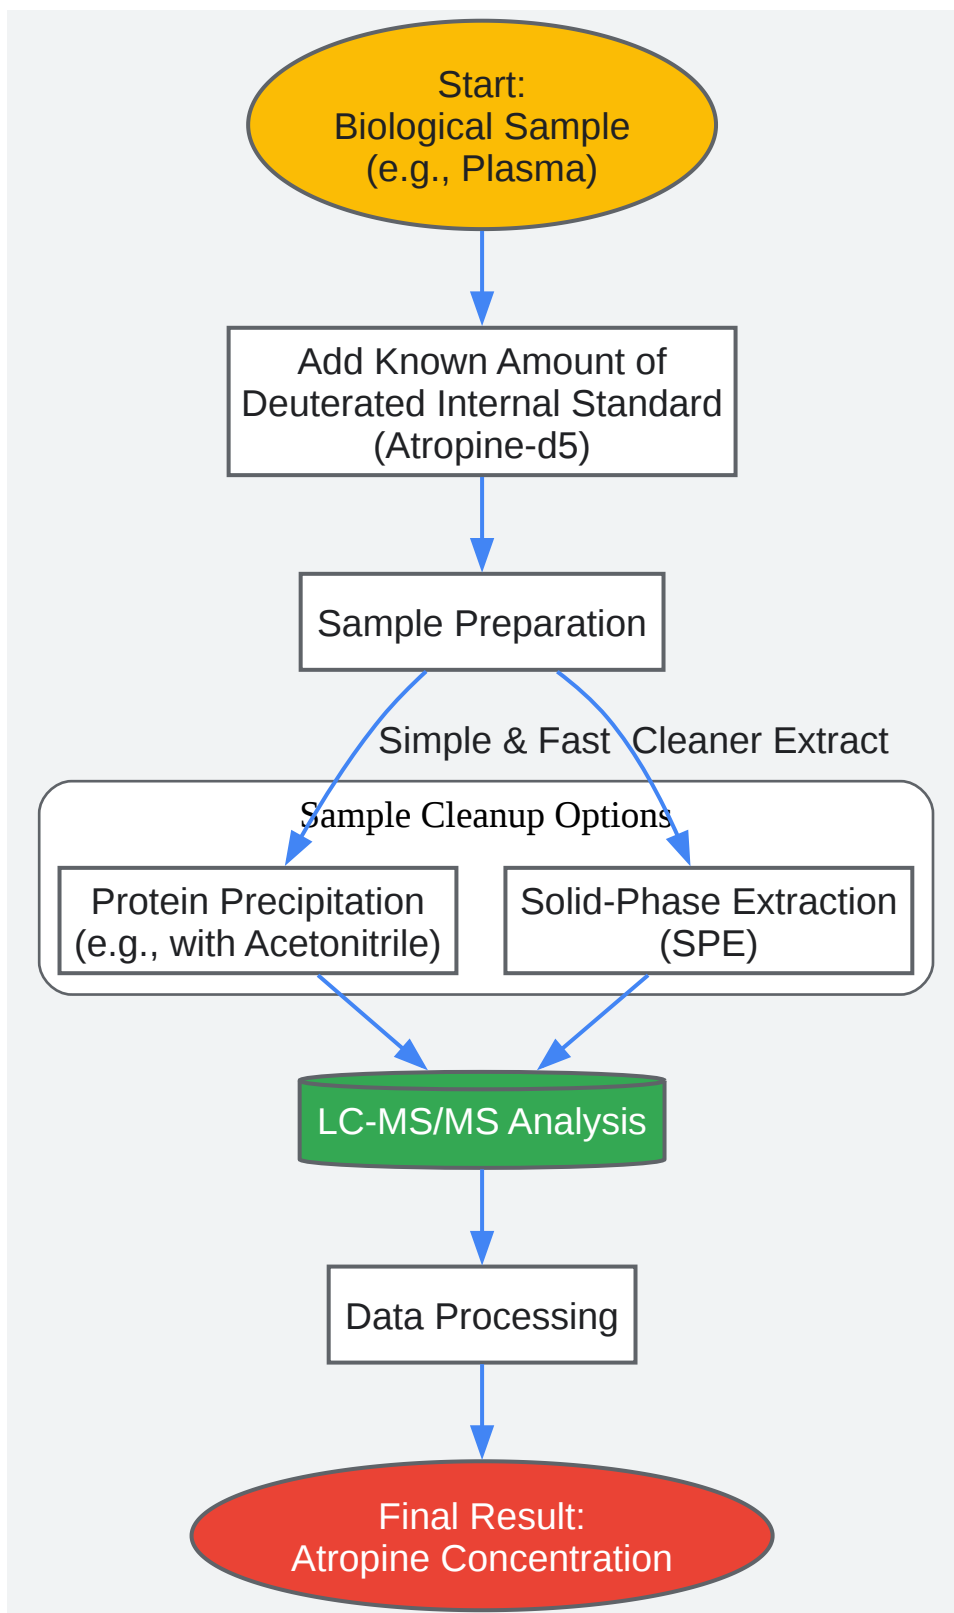 Start:
Biological Sample
(e.g., Plasma)
Add Known Amount of
Deuterated Internal Standard
(Atropine-d5)
Sample Preparation
Simple & Fast
Cleaner Extract
Sample Cleanup Options
Protein Precipitation
(e.g., with Acetonitrile)
Solid-Phase Extraction
(SPE)
LC-MS/MS Analysis
Data Processing
Final Result:
Atropine Concentration